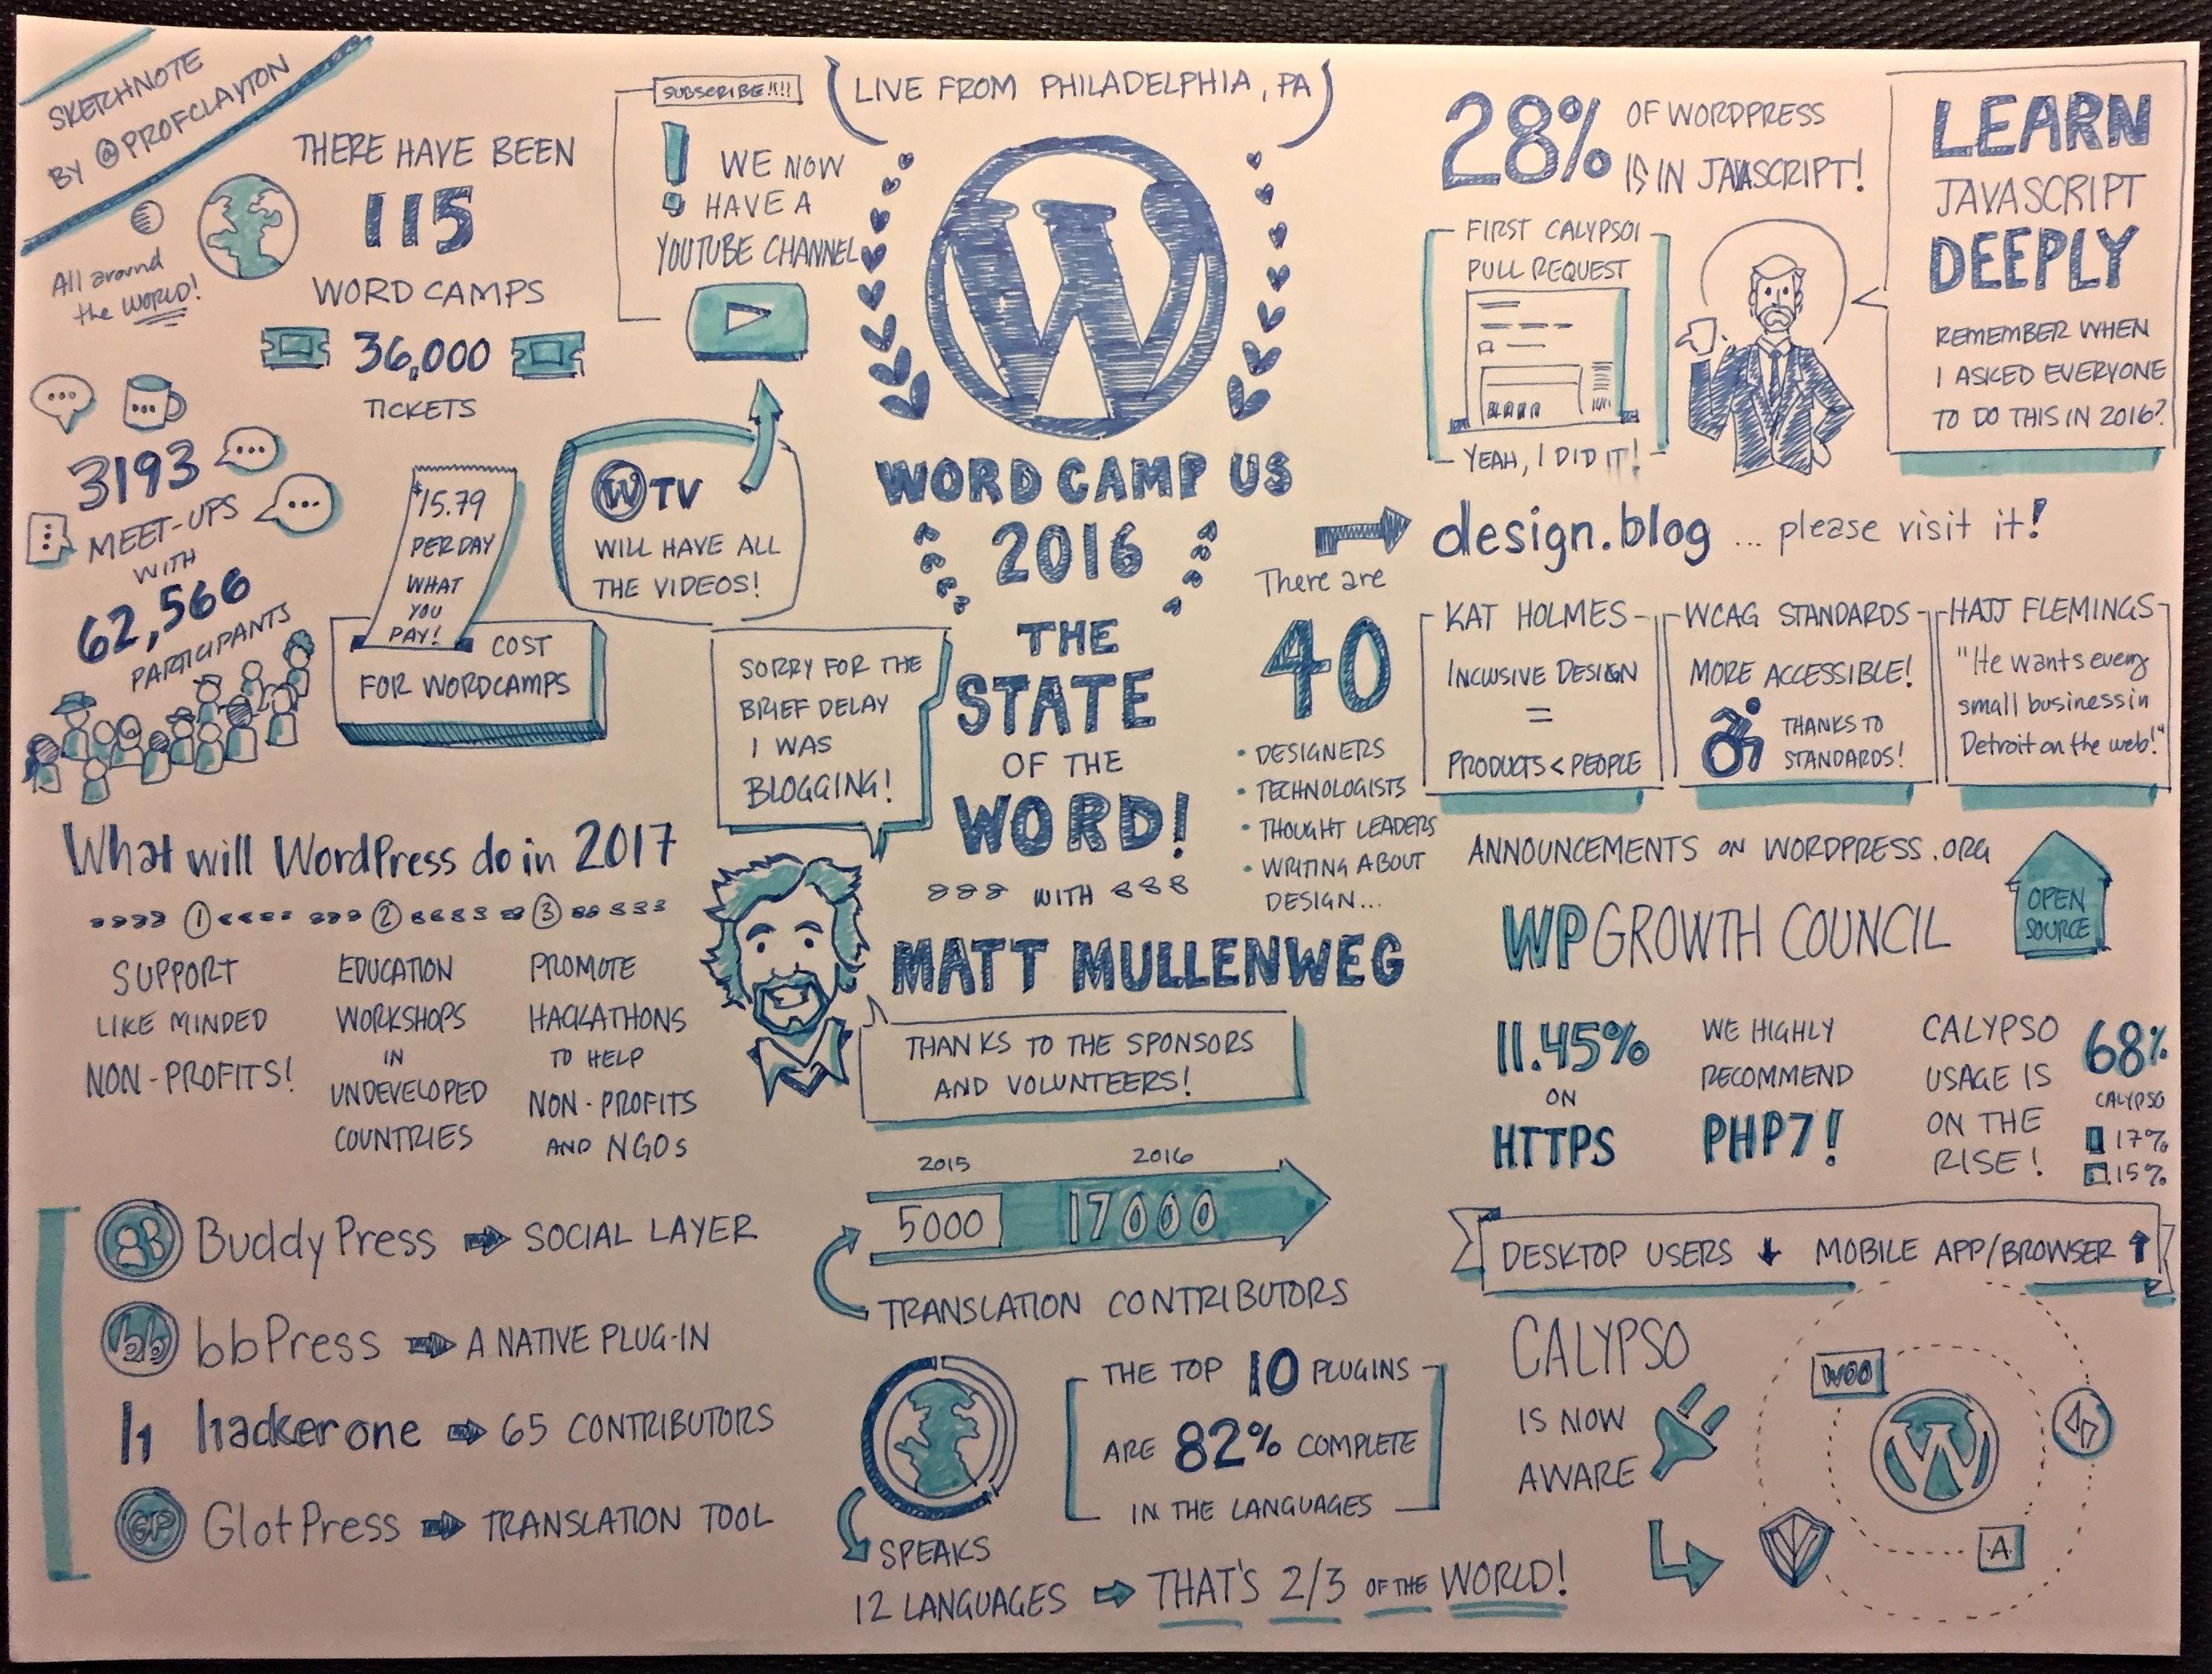 SKETCHNOTE
BY @PROFCLAYTON
THERE HAVE BEEN
115
WORD CAMPS
36,000
TICKETS
All around
the WORLD!
3193
MEET-UPS
WITH
62,566
PARTICIPANTS
$15.79
PER DAY
WHAT
YOU
PAY!
COST
FOR WORDCAMPS
SUBSCRIBE!!!!!
! WE NOW
HAVE A
YOUTUBE CHANNEL
W TV
WILL HAVE ALL
THE VIDEOS!
LIVE FROM PHILADELPHIA, PA
W
WORD CAMP US
2016
THE
STATE
OF THE
WORD!
WITH
MATT MULLENWEG
SORRY FOR THE
BRIEF DELAY
I WAS
BLOGGING!
THANKS TO THE SPONSORS
AND VOLUNTEERS!
28% OF WORDPRESS
IS IN JAVASCRIPT!
FIRST CALYPSO
PULL REQUEST
YEAH, I DID IT!
LEARN
JAVASCRIPT
DEEPLY
REMEMBER WHEN
I ASKED EVERYONE
TO DO THIS IN 2016?
design.blog ... please visit it!
There are
40
• DESIGNERS
• TECHNOLOGISTS
• THOUGHT LEADERS
• WRITING ABOUT
DESIGN...
KAT HOLMES
INCLUSIVE DESIGN
=
PRODUCTS < PEOPLE
WCAG STANDARDS
MORE ACCESSIBLE!
THANKS TO
STANDARDS!
HAJJ FLEMINGS
"He wants every
small business in
Detroit on the web!"
ANNOUNCEMENTS ON WORDPRESS.ORG
WP GROWTH COUNCIL
OPEN
SOURCE
11.45%
ON
HTTPS
WE HIGHLY
RECOMMEND
PHP7!
CALYPSO
USAGE IS
ON THE
RISE!
68%
CALYPSO
17%
15%
DESKTOP USERS ↓ MOBILE APP/BROWSER ↑
CALYPSO
IS NOW
AWARE
WOO
W
A
What will WordPress do in 2017
1
SUPPORT
LIKE MINDED
NON-PROFITS!
2
EDUCATION
WORKSHOPS
IN
UNDEVELOPED
COUNTRIES
3
PROMOTE
HACKATHONS
TO HELP
NON-PROFITS
AND NGOs
BuddyPress → SOCIAL LAYER
bb bbPress → A NATIVE PLUG-IN
h1 hackerone → 65 CONTRIBUTORS
GP GlotPress → TRANSLATION TOOL
2015 2016
5000 17000
TRANSLATION CONTRIBUTORS
THE TOP 10 PLUGINS
ARE 82% COMPLETE
IN THE LANGUAGES
SPEAKS
12 LANGUAGES → THAT'S 2/3 OF THE WORLD!